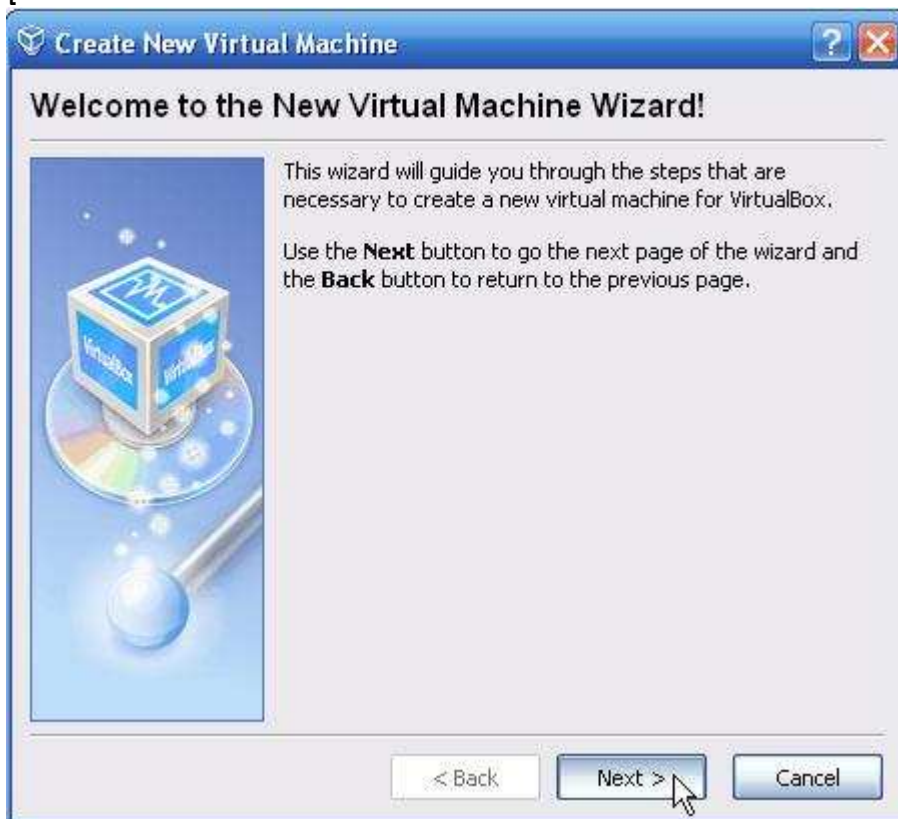 Create New Virtual Machine
Welcome to the New Virtual Machine Wizard!
This wizard will guide you through the steps that are
necessary to create a new virtual machine for VirtualBox.
Use the Next button to go the next page of the wizard and
the Back button to return to the previous page.
VirtualBox
VirtualBox
< Back
Next >
Cancel